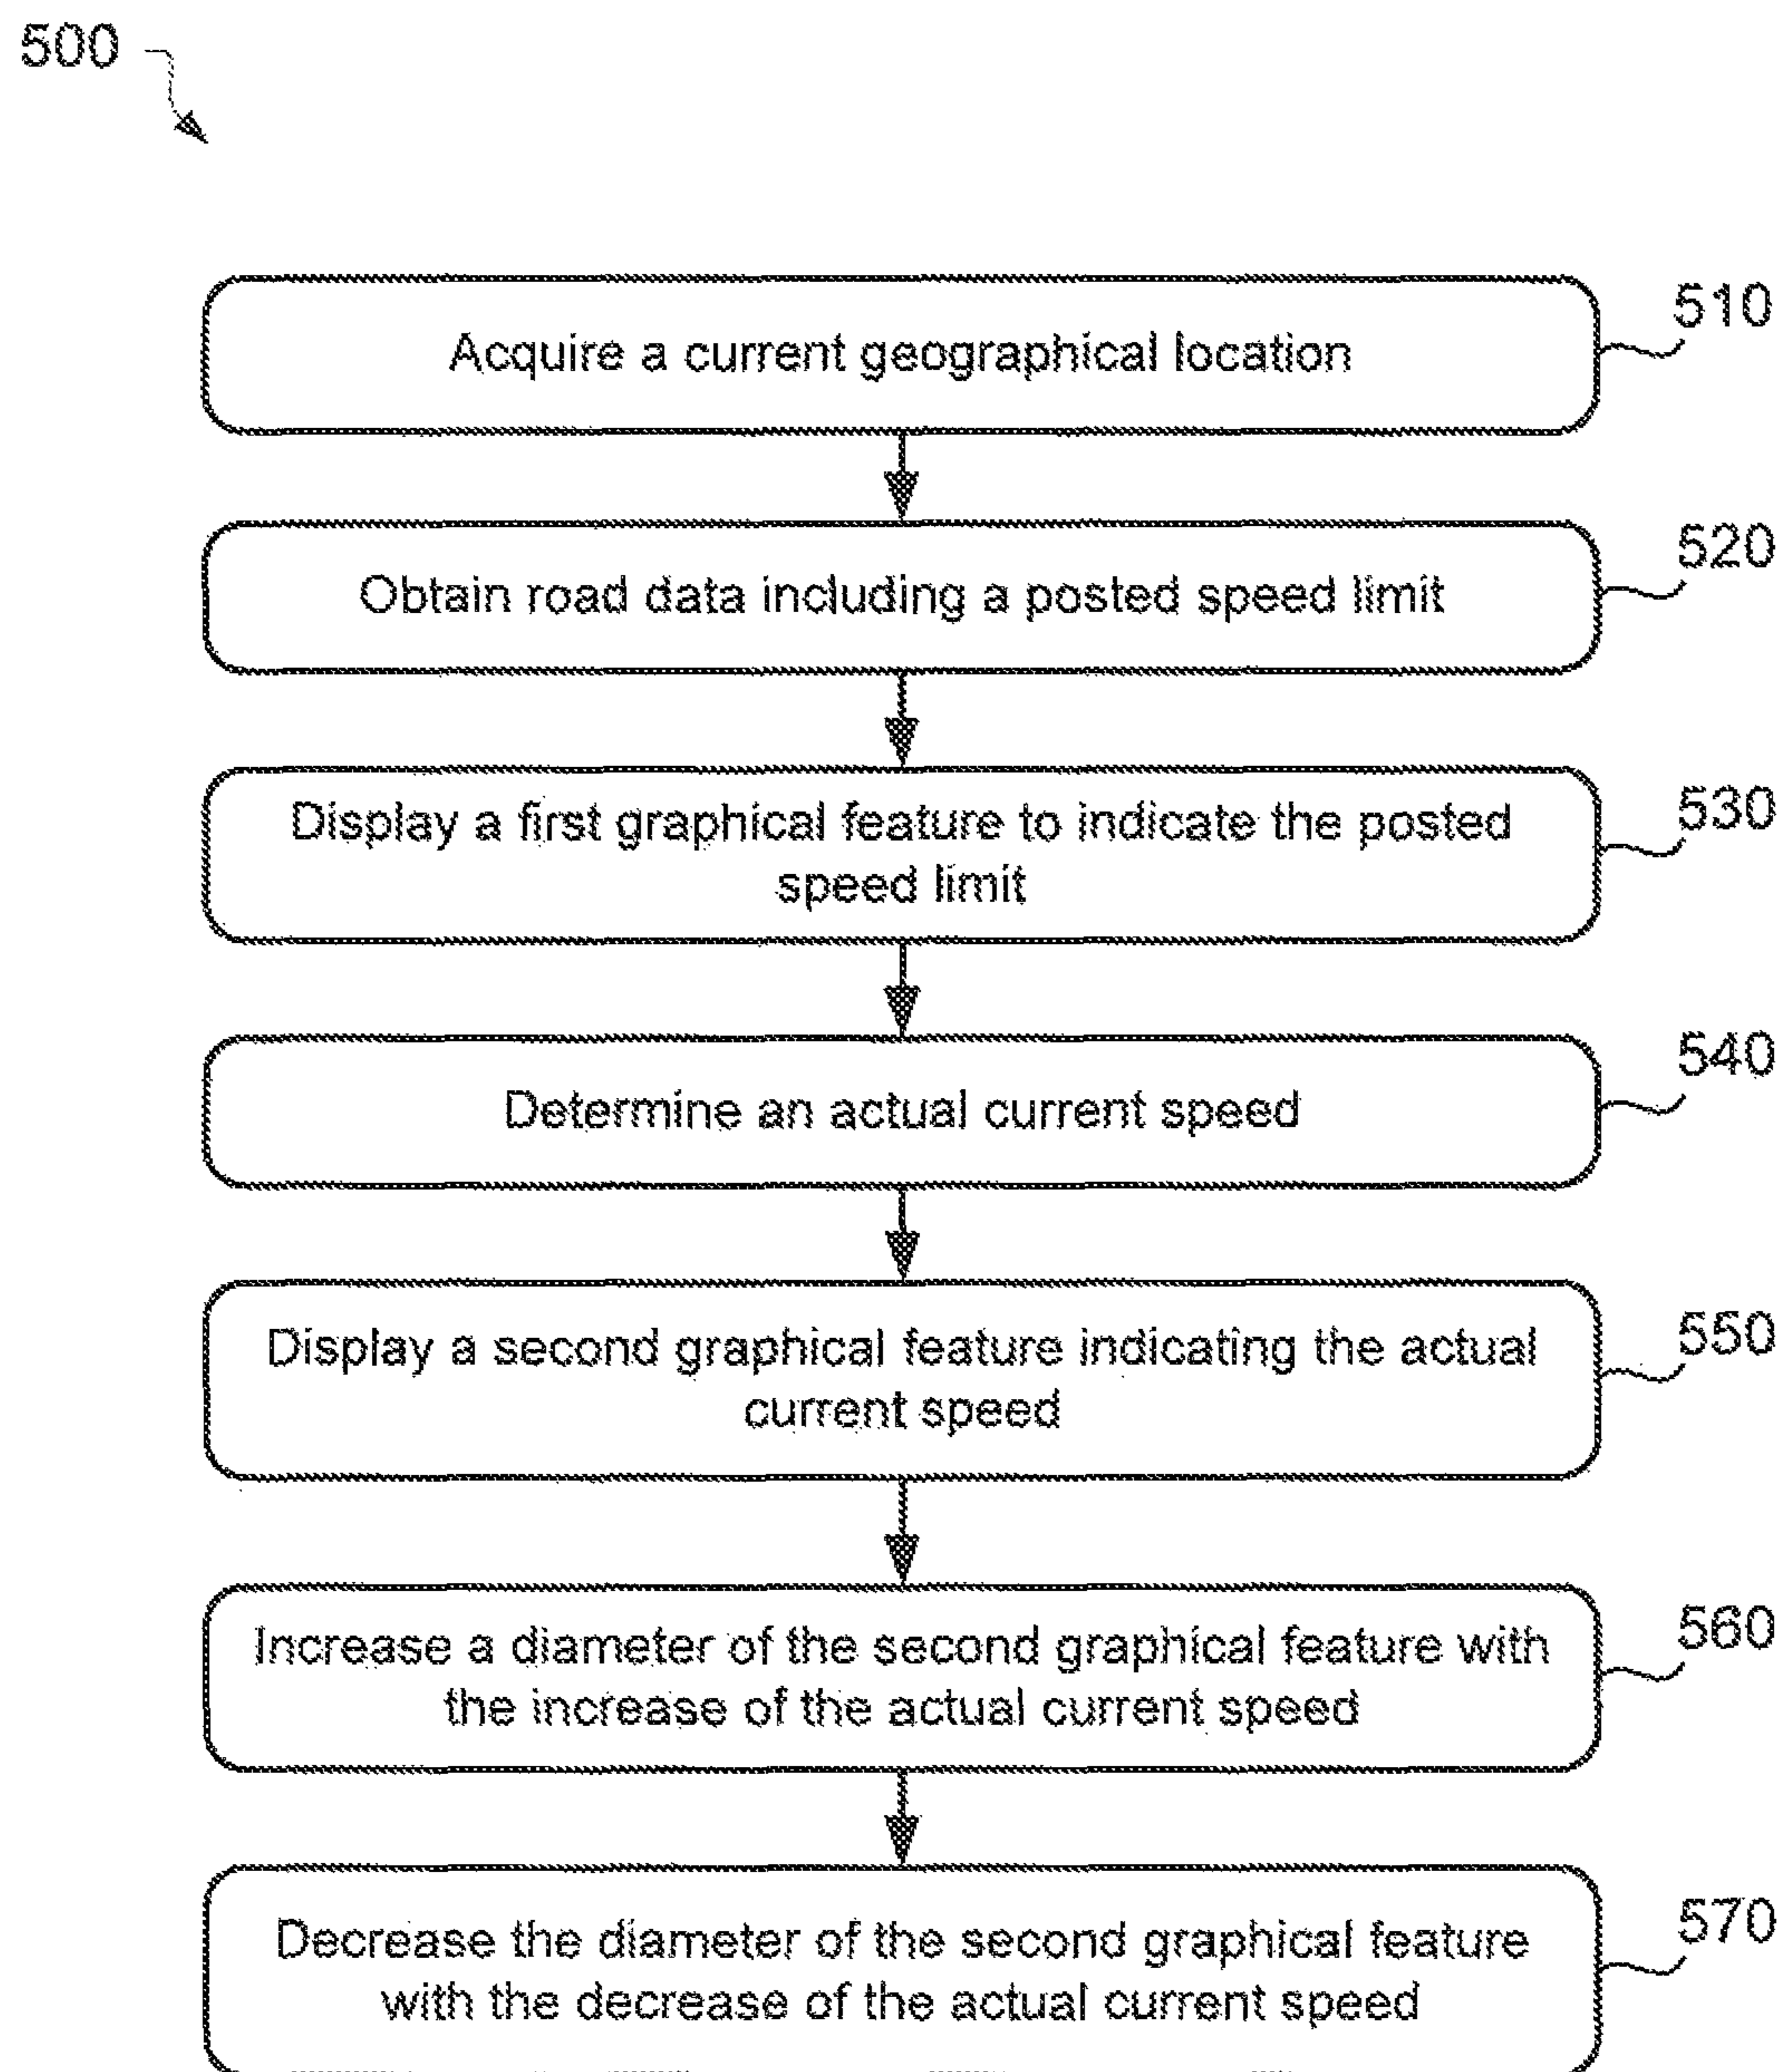 500
510
Acquire a current geographical location
520
Obtain road data including a posted speed limit
530
Display a first graphical feature to indicate the posted
speed limit
540
Determine an actual current speed
550
Display a second graphical feature indicating the actual
current speed
560
Increase a diameter of the second graphical feature with
the increase of the actual current speed
570
Decrease the diameter of the second graphical feature
with the decrease of the actual current speed